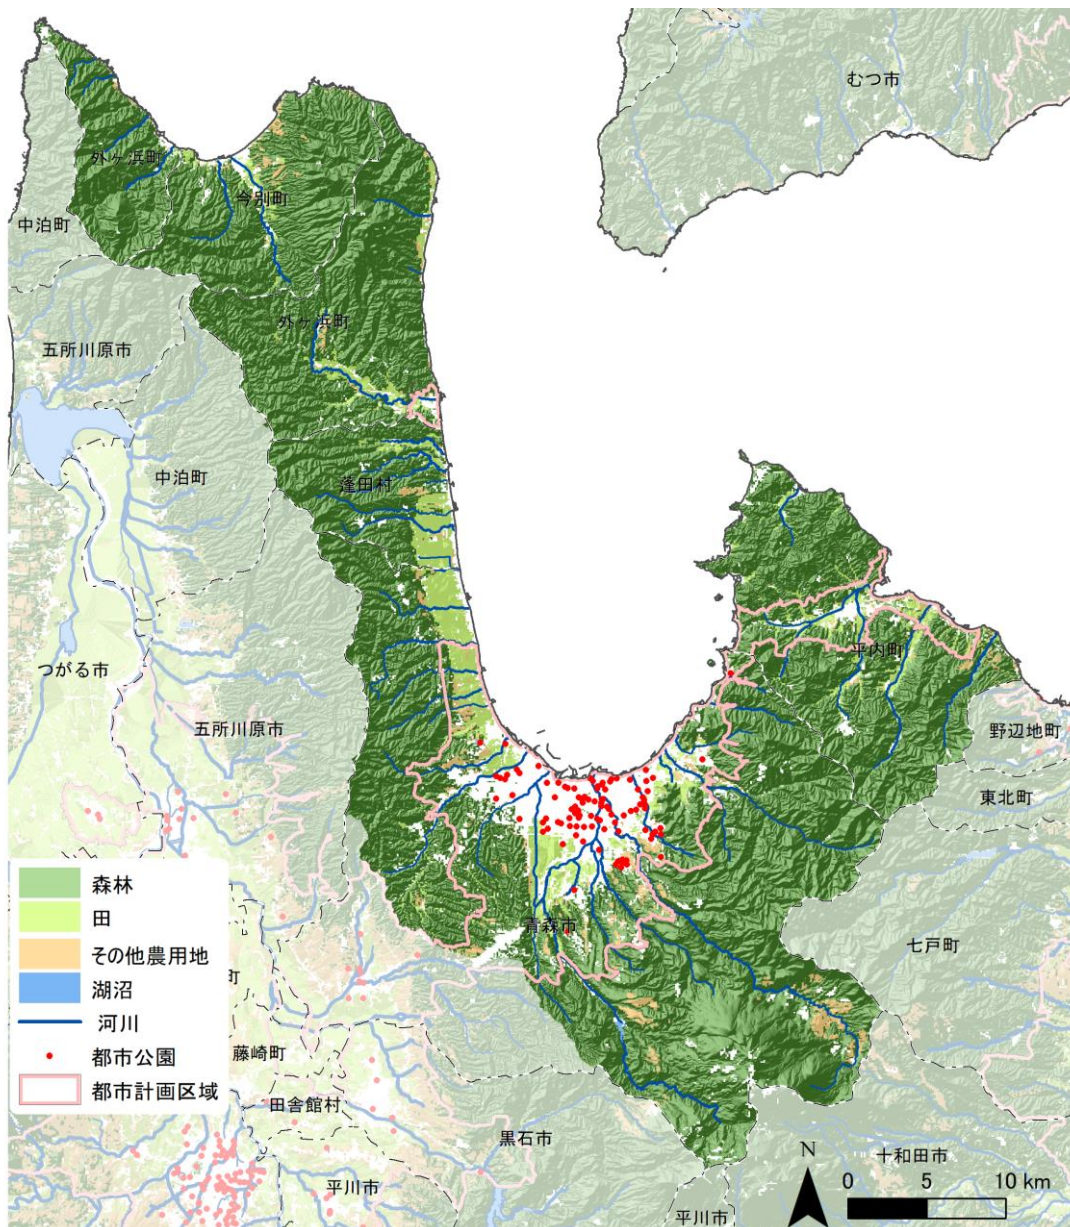 むつ市
外ヶ浜町
今別町
中泊町
外ヶ浜町
五所川原市
中泊町
蓬田村
平内町
つがる市
五所川原市
野辺地町
東北町
青森市
七戸町
森林
田
その他農用地
湖沼
河川
都市公園
都市計画区域
町
藤崎町
田舎館村
黒石市
平川市
十和田市
平川市
N
0 5 10 km